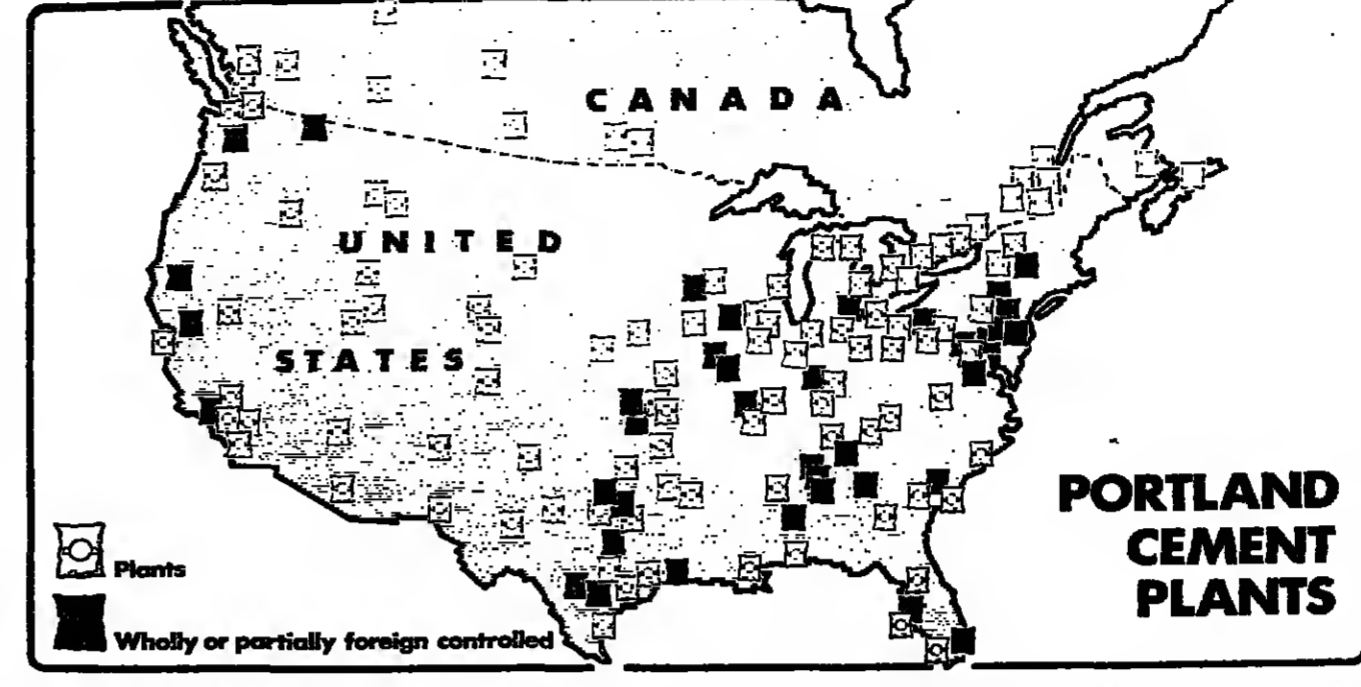 CANADA
UNITED
STATES
PORTLAND
CEMENT
PLANTS
Plants
Wholly or partially foreign controlled